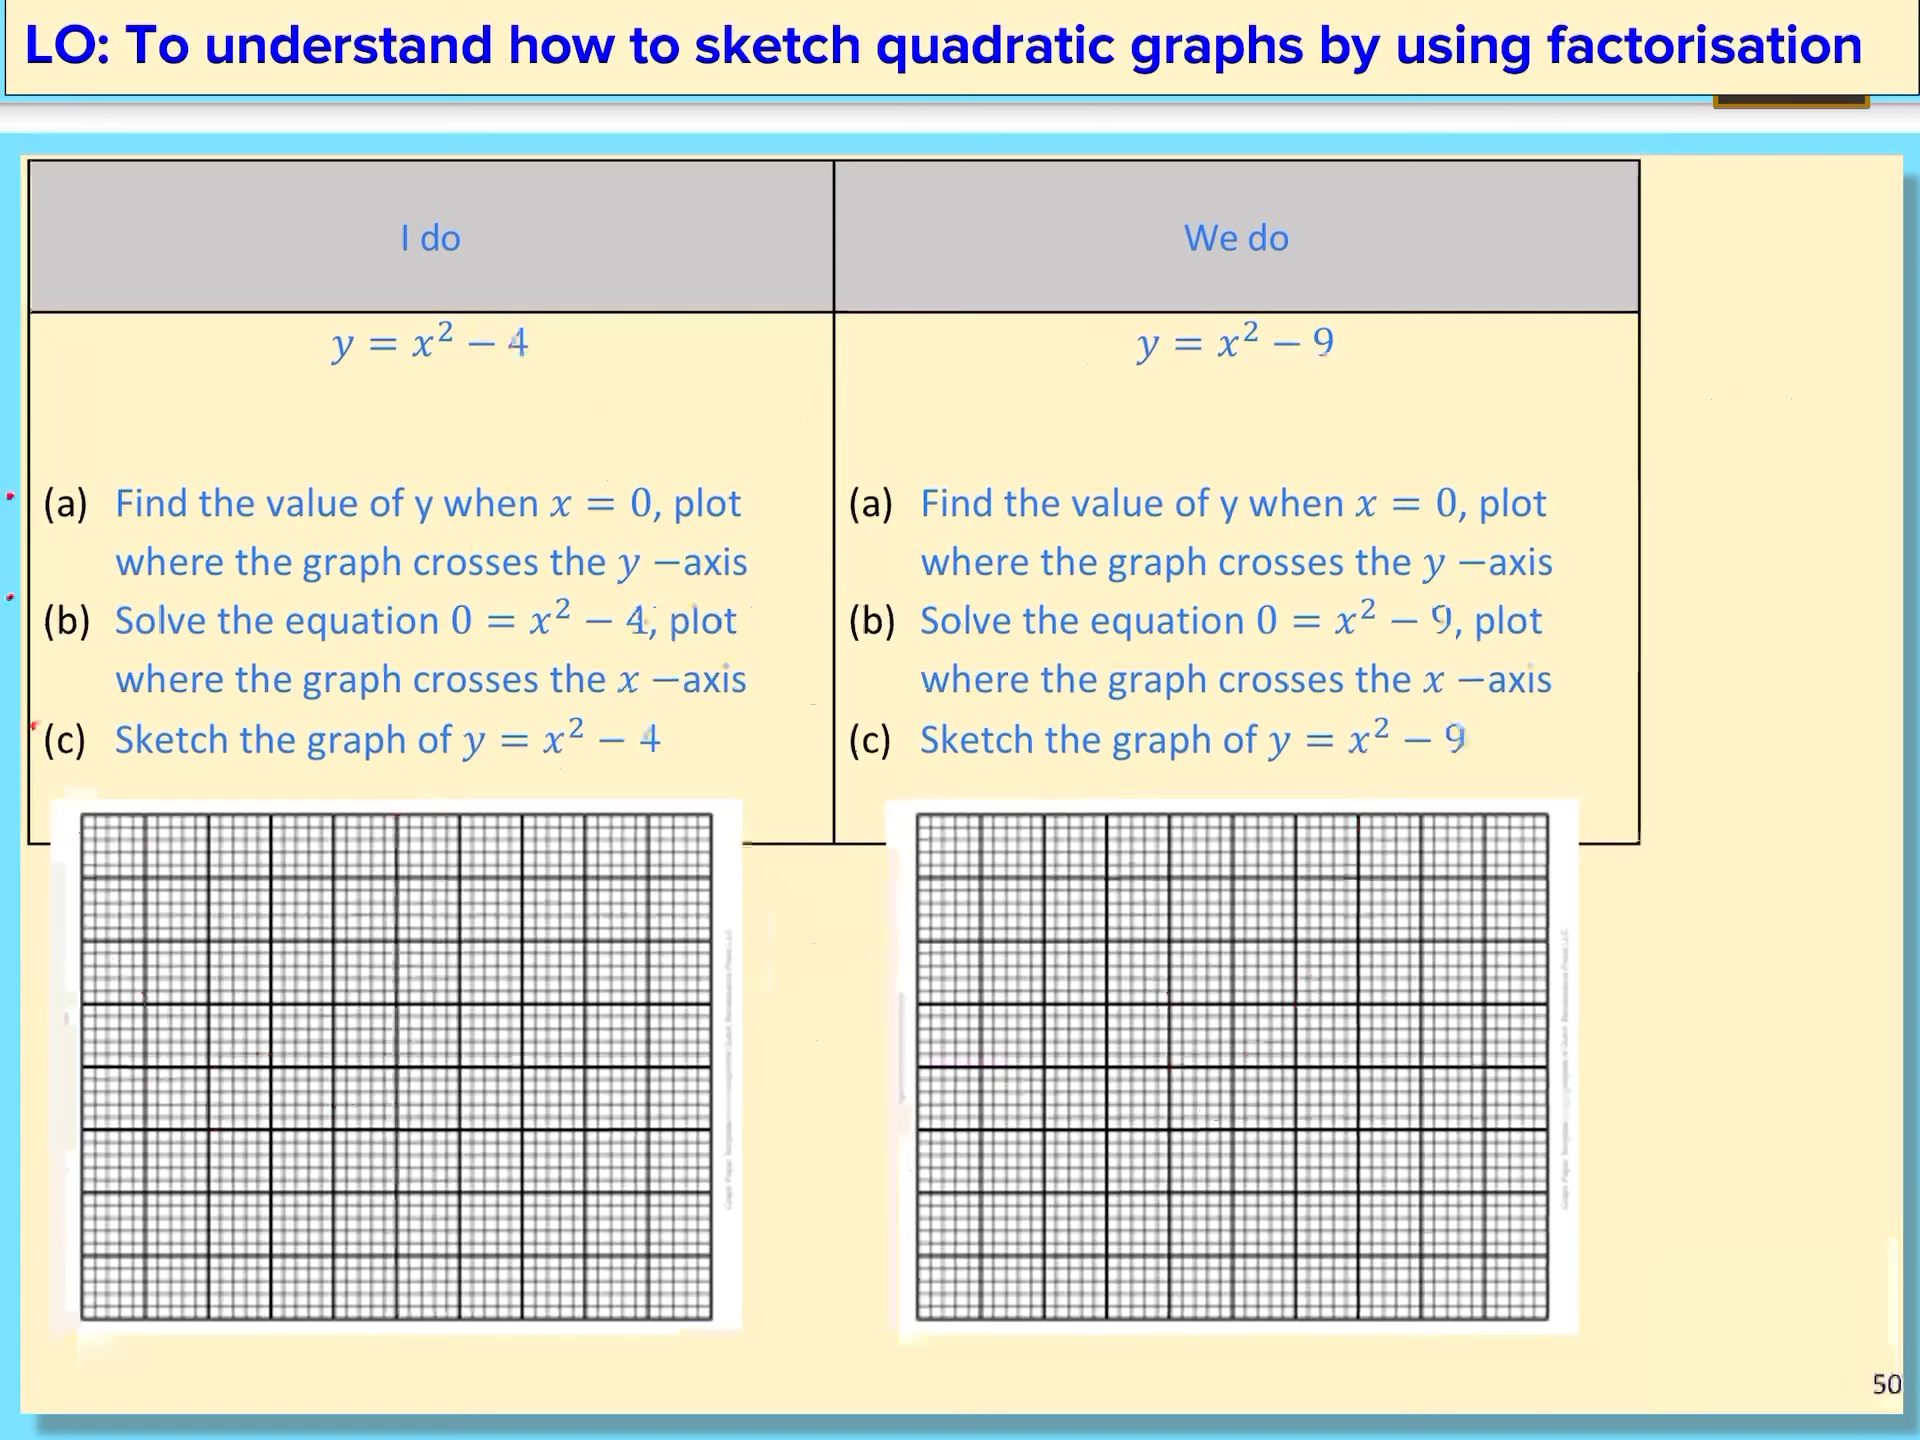 LO: To understand how to sketch quadratic graphs by using factorisation
I do
We do
y = x² − 4
y = x² − 9
(a) Find the value of y when x = 0, plot
where the graph crosses the y −axis
(b) Solve the equation 0 = x² − 4, plot
where the graph crosses the x −axis
(c) Sketch the graph of y = x² − 4
(a) Find the value of y when x = 0, plot
where the graph crosses the y −axis
(b) Solve the equation 0 = x² − 9, plot
where the graph crosses the x −axis
(c) Sketch the graph of y = x² − 9
50